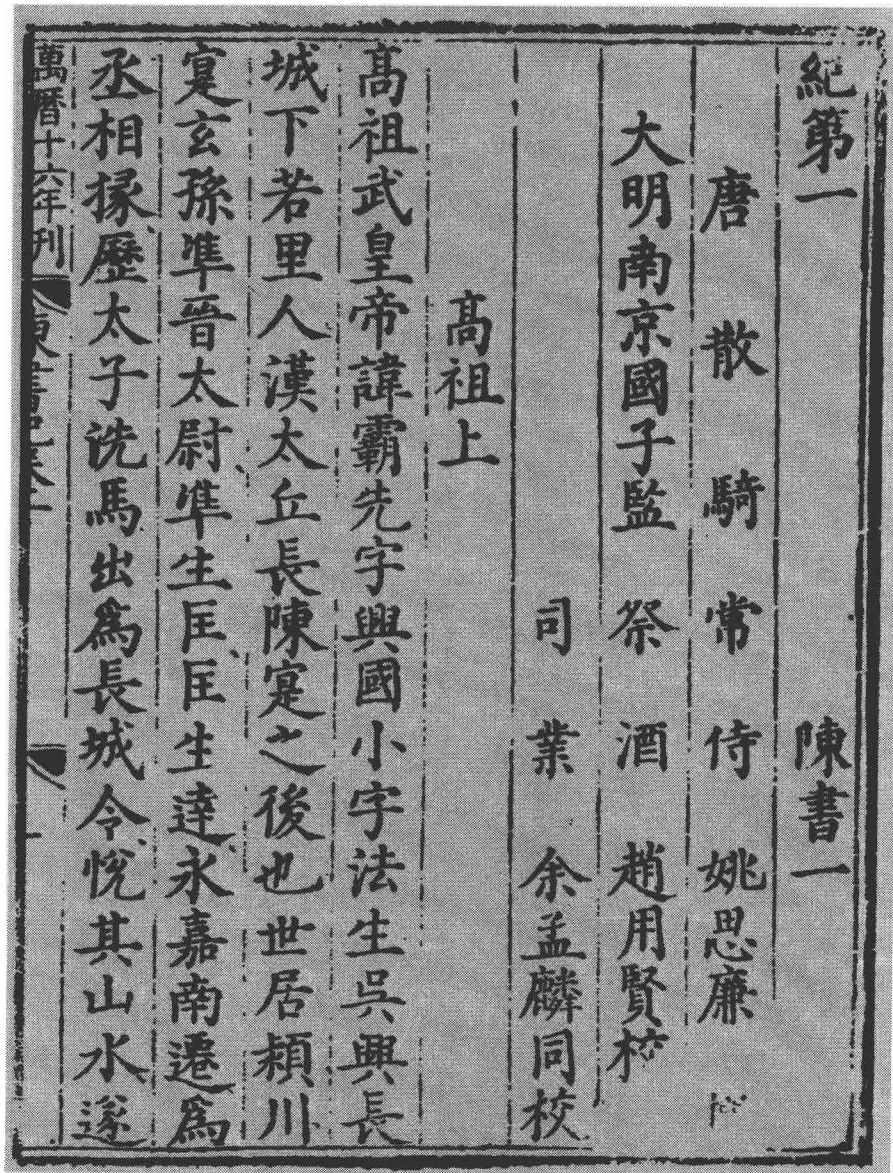 紀第一 陳書一
唐散騎常侍姚思廉
大明南京國子監祭酒趙用賢校
司業余孟麟同校
高祖上
髙祖武皇帝諱霸先字興國小字法生吳興長
城下若里人漢太丘長陳寔之後也世居頴川
寔玄孫準晉太尉準生匡匡生達永嘉南遷爲
丞相掾歷太子洗馬出爲長城令悅其山水遂
萬曆十六年刋